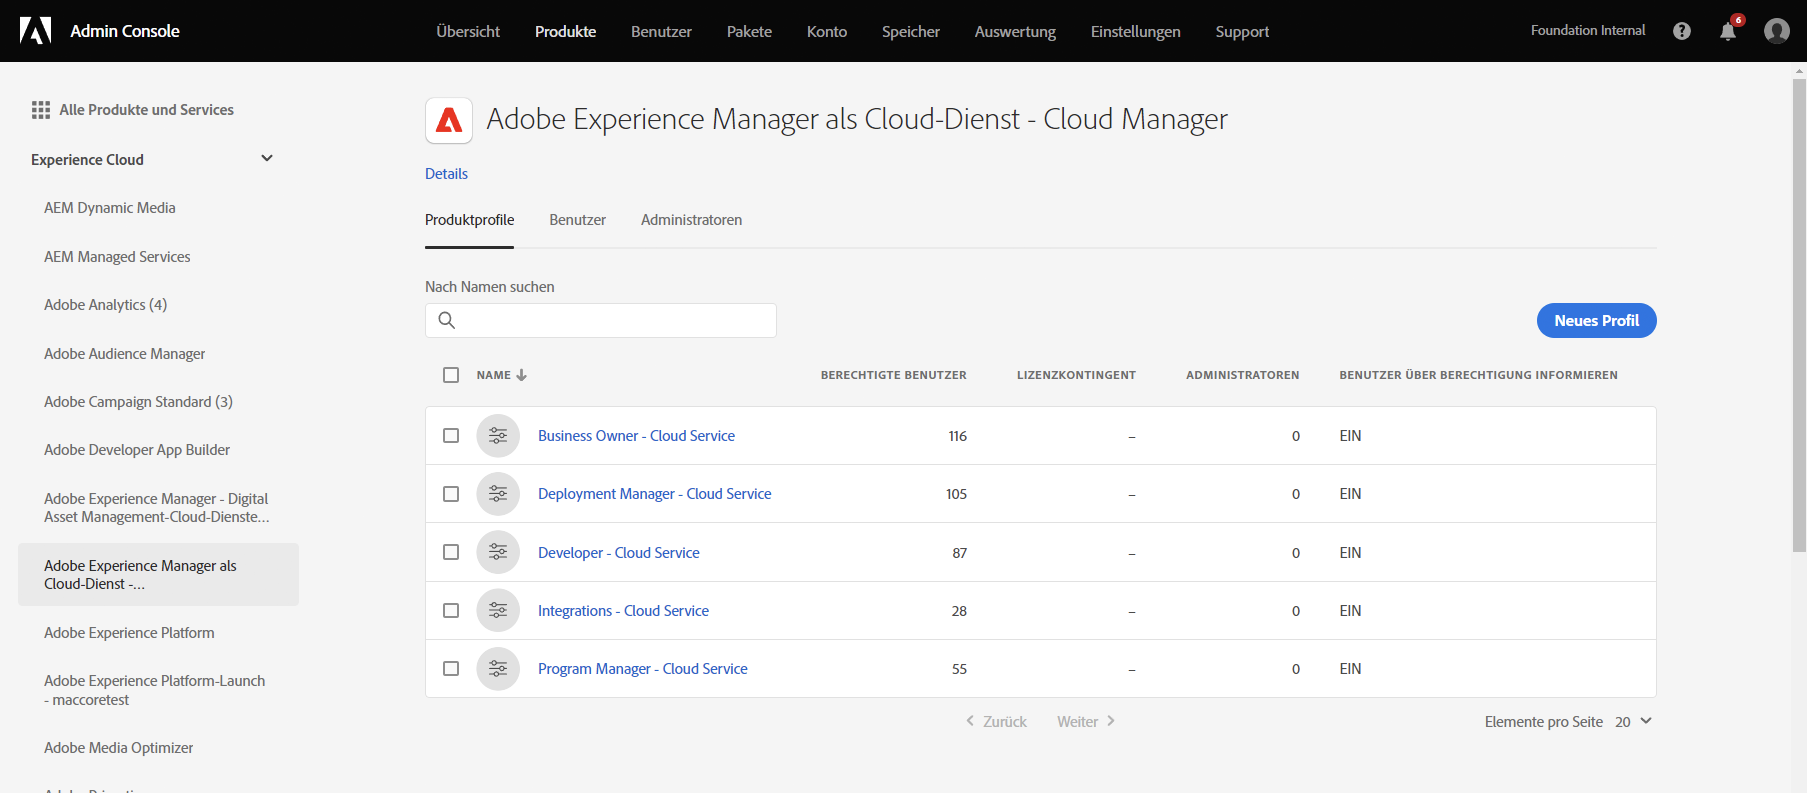 Admin Console
Übersicht Produkte Benutzer Pakete Konto Speicher Auswertung Einstellungen Support
Foundation Internal
6
Alle Produkte und Services
Experience Cloud
AEM Dynamic Media
AEM Managed Services
Adobe Analytics (4)
Adobe Audience Manager
Adobe Campaign Standard (3)
Adobe Developer App Builder
Adobe Experience Manager - Digital
Asset Management-Cloud-Dienste...
Adobe Experience Manager als
Cloud-Dienst -...
Adobe Experience Platform
Adobe Experience Platform-Launch
- maccoretest
Adobe Media Optimizer
Adobe Experience Manager als Cloud-Dienst - Cloud Manager
Details
Produktprofile Benutzer Administratoren
Nach Namen suchen
Neues Profil
NAME BERECHTIGTE BENUTZER LIZENZKONTINGENT ADMINISTRATOREN BENUTZER ÜBER BERECHTIGUNG INFORMIEREN
Business Owner - Cloud Service 116 – 0 EIN
Deployment Manager - Cloud Service 105 – 0 EIN
Developer - Cloud Service 87 – 0 EIN
Integrations - Cloud Service 28 – 0 EIN
Program Manager - Cloud Service 55 – 0 EIN
Zurück Weiter
Elemente pro Seite 20